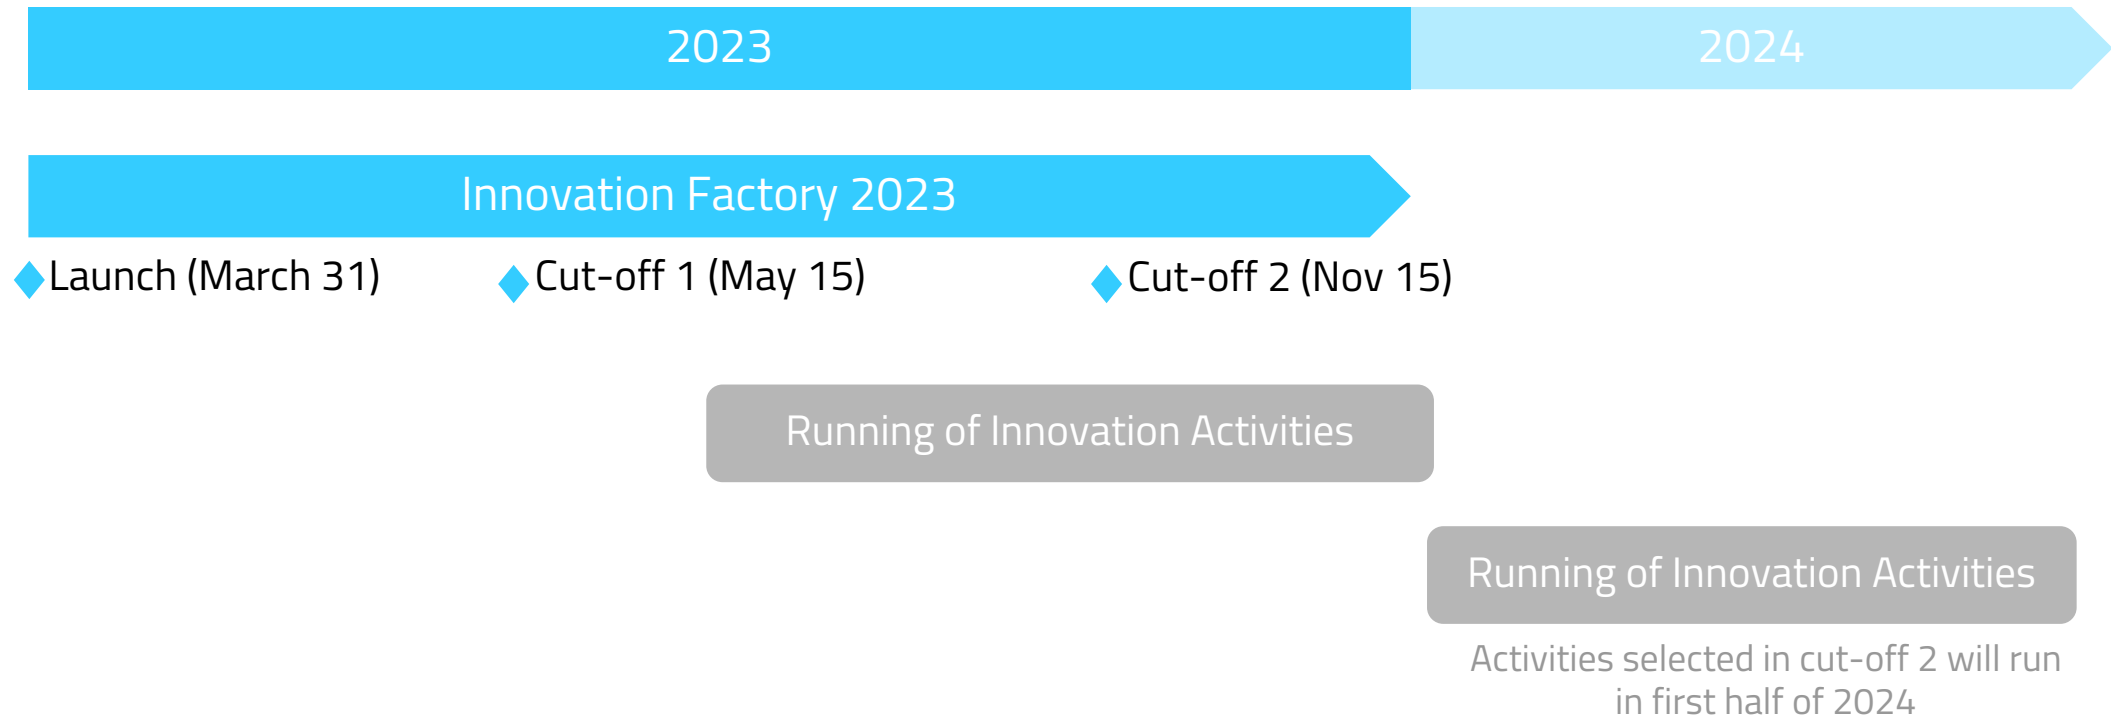 2023
2024
Innovation Factory 2023
Launch (March 31)
Cut-off 1 (May 15)
Cut-off 2 (Nov 15)
Running of Innovation Activities
Running of Innovation Activities
Activities selected in cut-off 2 will run
in first half of 2024